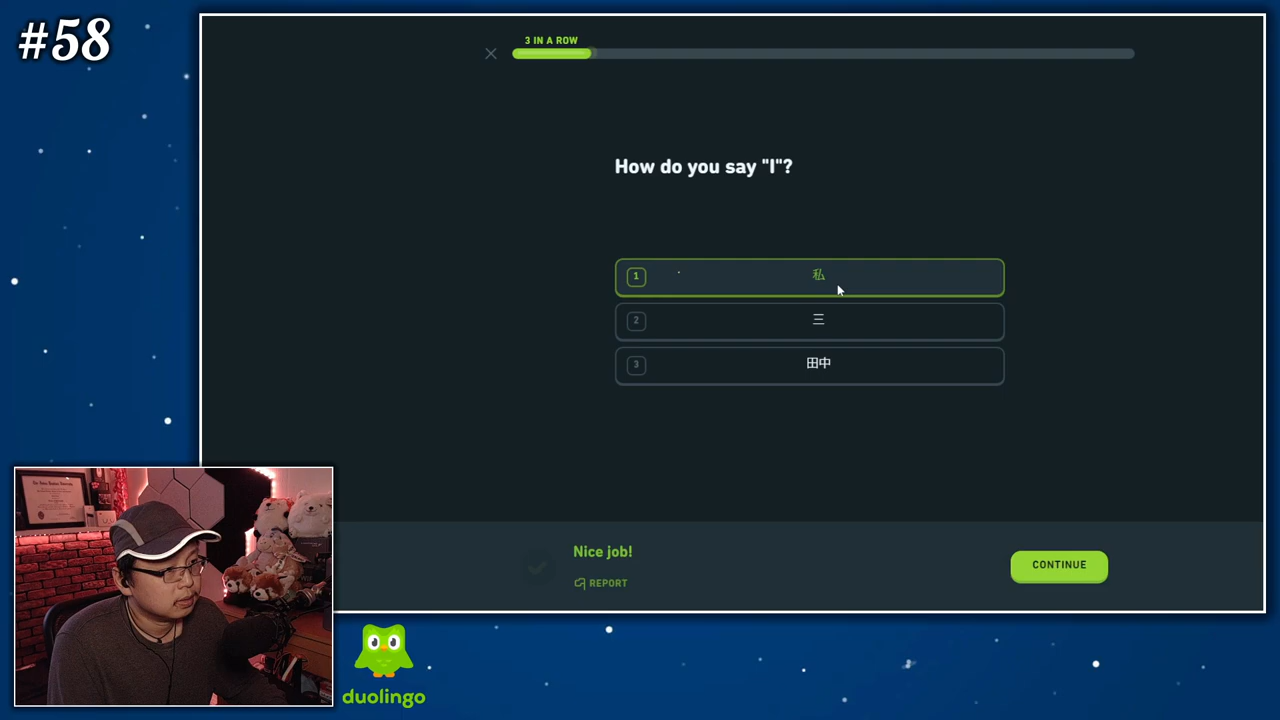 #58
3 IN A ROW
How do you say "I"?
1 私
2 三
3 田中
Nice job!
REPORT
CONTINUE
duolingo